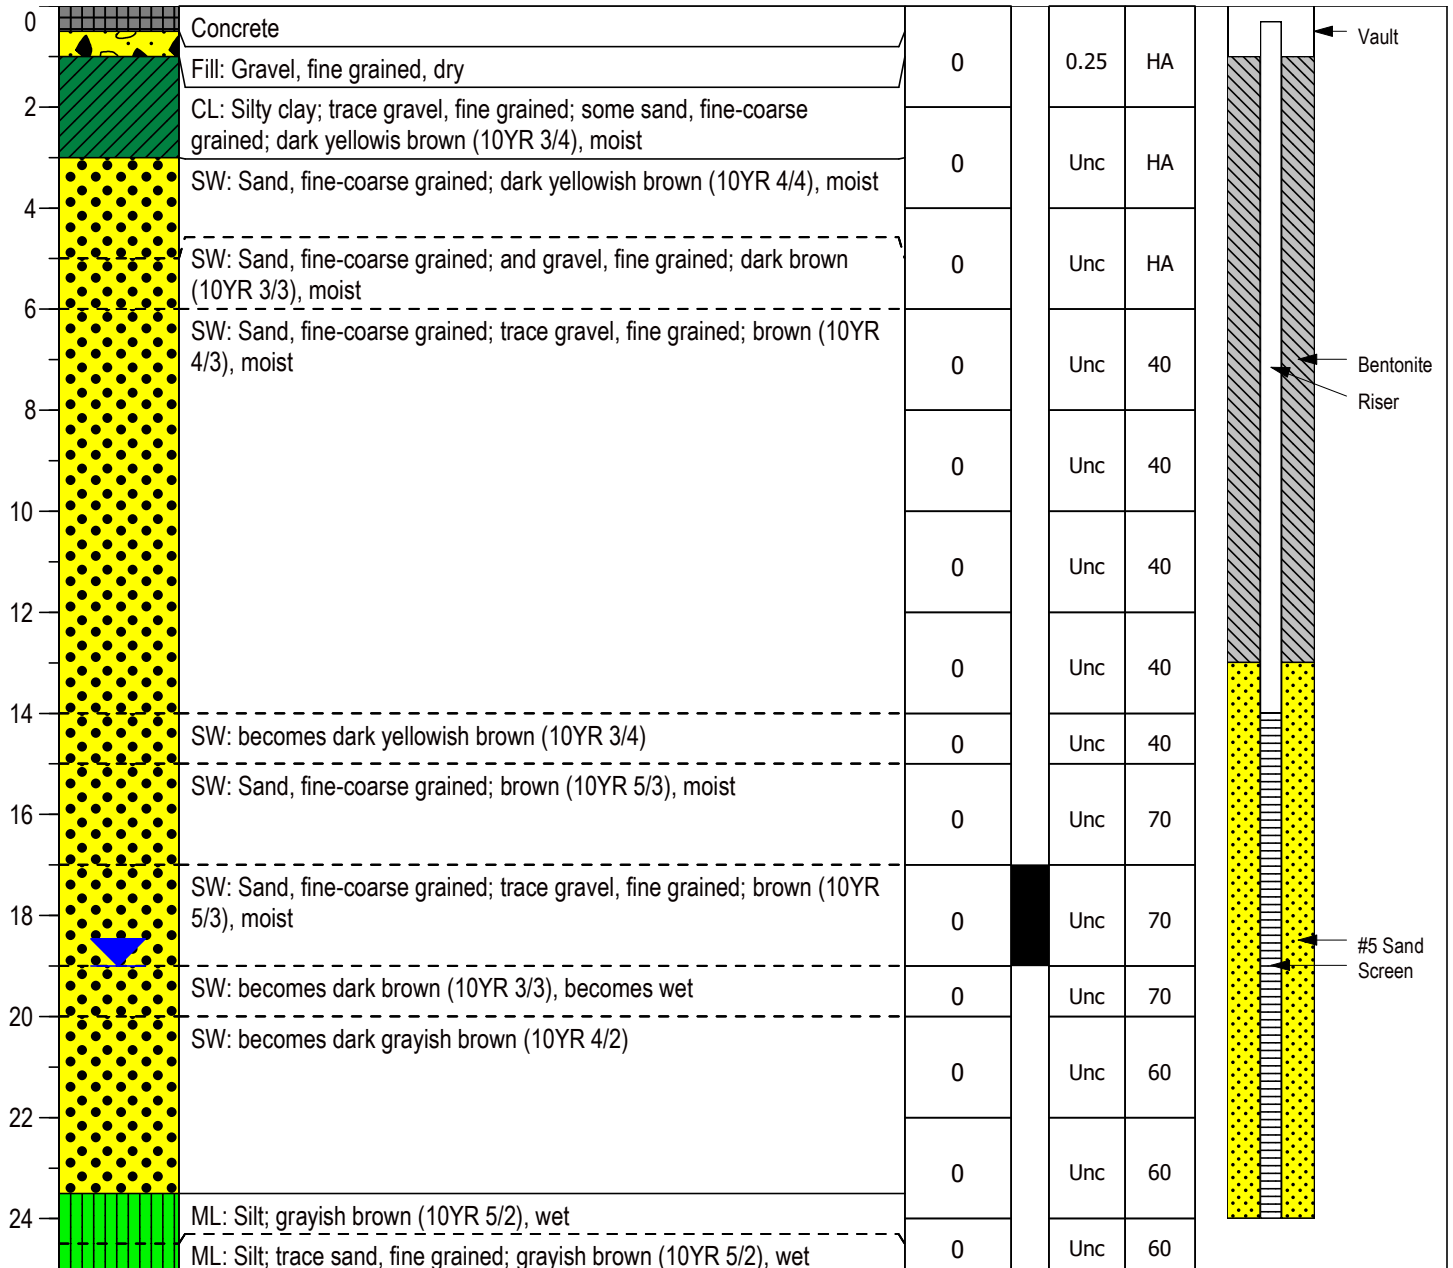 0
Concrete
Fill: Gravel, fine grained, dry
0 0.25 HA
Vault
2
CL: Silty clay; trace gravel, fine grained; some sand, fine-coarse
grained; dark yellowis brown (10YR 3/4), moist
0 Unc HA
SW: Sand, fine-coarse grained; dark yellowish brown (10YR 4/4), moist
4
SW: Sand, fine-coarse grained; and gravel, fine grained; dark brown
(10YR 3/3), moist
0 Unc HA
6
SW: Sand, fine-coarse grained; trace gravel, fine grained; brown (10YR
4/3), moist
0 Unc 40
Bentonite
Riser
8
0 Unc 40
10
0 Unc 40
12
0 Unc 40
14
SW: becomes dark yellowish brown (10YR 3/4)
0 Unc 40
SW: Sand, fine-coarse grained; brown (10YR 5/3), moist
16
0 Unc 70
SW: Sand, fine-coarse grained; trace gravel, fine grained; brown (10YR
5/3), moist
18
0 Unc 70
#5 Sand
Screen
SW: becomes dark brown (10YR 3/3), becomes wet
0 Unc 70
20
SW: becomes dark grayish brown (10YR 4/2)
0 Unc 60
22
0 Unc 60
24
ML: Silt; grayish brown (10YR 5/2), wet
ML: Silt; trace sand, fine grained; grayish brown (10YR 5/2), wet
0 Unc 60